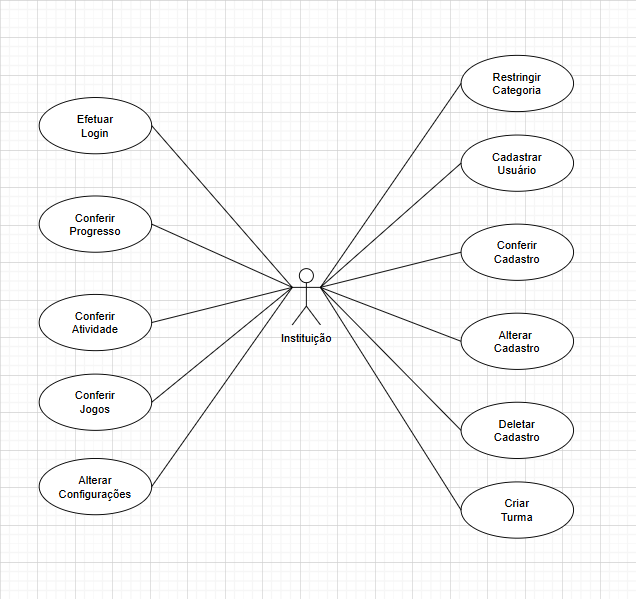 Efetuar
Login
Conferir
Progresso
Conferir
Atividade
Conferir
Jogos
Alterar
Configurações
Instituição
Restringir
Categoria
Cadastrar
Usuário
Conferir
Cadastro
Alterar
Cadastro
Deletar
Cadastro
Criar
Turma